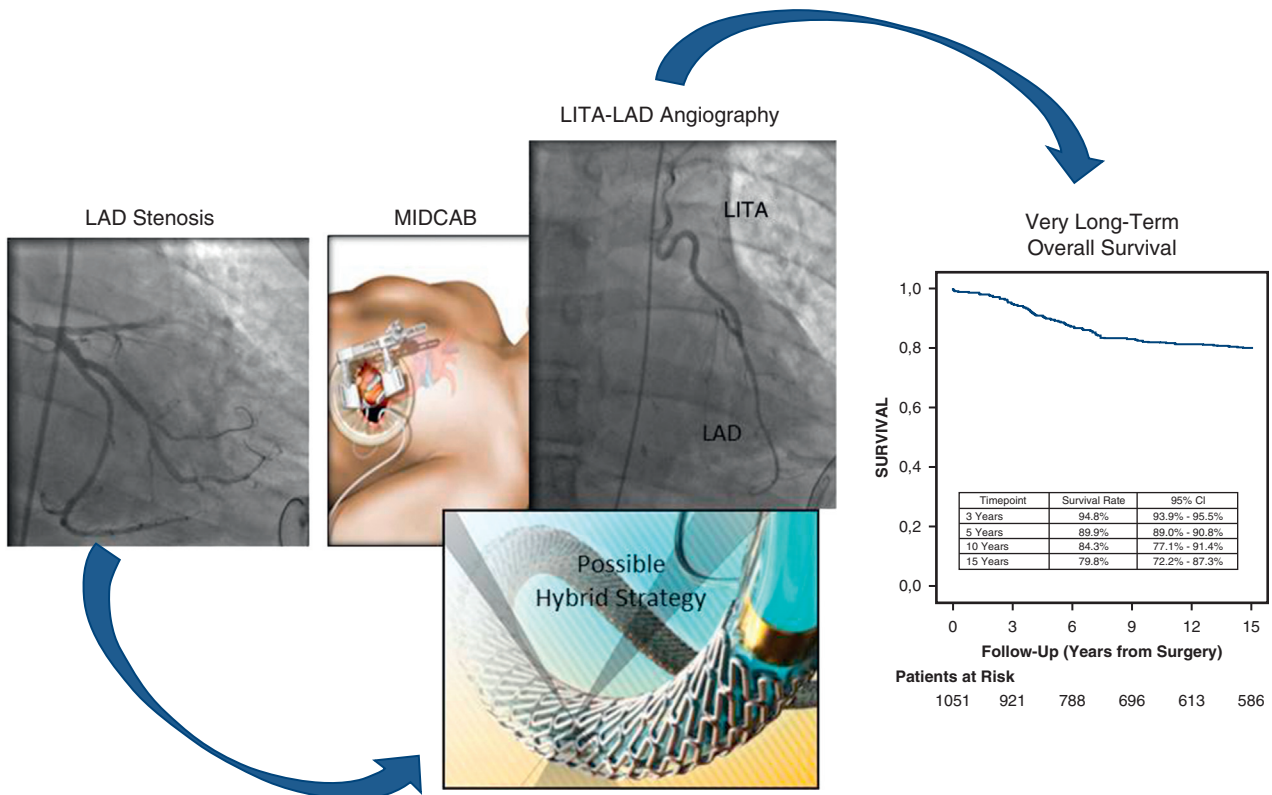 LITA-LAD Angiography
LAD Stenosis
MIDCAB
LITA
LAD
Possible
Hybrid Strategy
Very Long-Term
Overall Survival
SURVIVAL
1,0
0,8
0,6
0,4
0,2
0,0
Timepoint Survival Rate 95% CI
3 Years 94.8% 93.9% - 95.5%
5 Years 89.9% 89.0% - 90.8%
10 Years 84.3% 77.1% - 91.4%
15 Years 79.8% 72.2% - 87.3%
0 3 6 9 12 15
Follow-Up (Years from Surgery)
Patients at Risk
1051 921 788 696 613 586